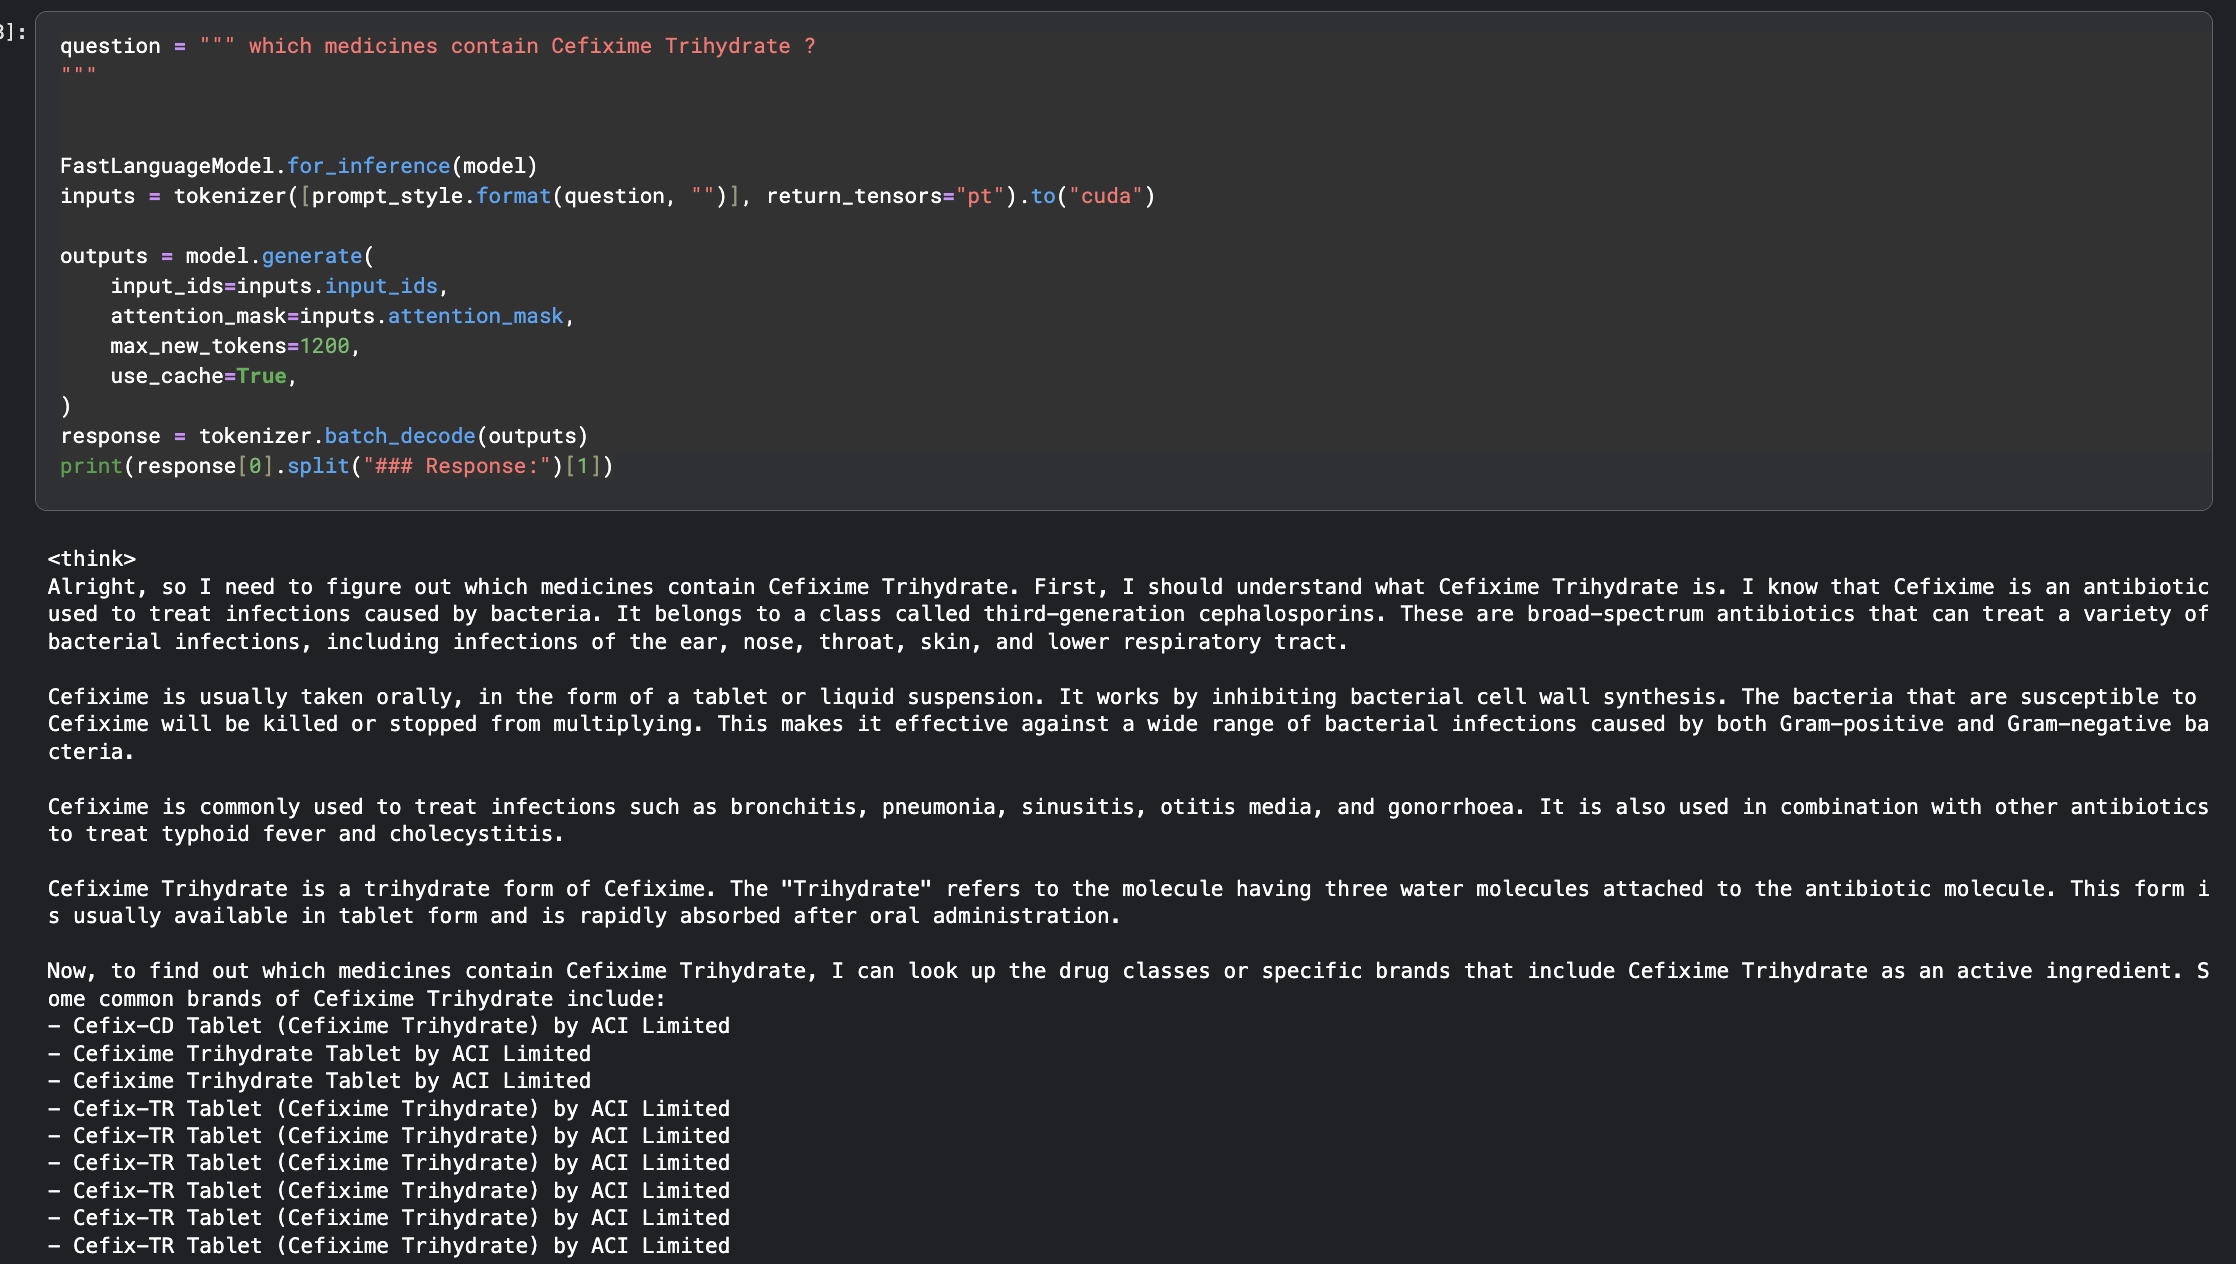 ]:
question = """ which medicines contain Cefixime Trihydrate ?
"""
FastLanguageModel.for_inference(model)
inputs = tokenizer([prompt_style.format(question, "")], return_tensors="pt").to("cuda")
outputs = model.generate(
    input_ids=inputs.input_ids,
    attention_mask=inputs.attention_mask,
    max_new_tokens=1200,
    use_cache=True,
)
response = tokenizer.batch_decode(outputs)
print(response[0].split("### Response:")[1])
<think>
Alright, so I need to figure out which medicines contain Cefixime Trihydrate. First, I should understand what Cefixime Trihydrate is. I know that Cefixime is an antibiotic
used to treat infections caused by bacteria. It belongs to a class called third-generation cephalosporins. These are broad-spectrum antibiotics that can treat a variety of
bacterial infections, including infections of the ear, nose, throat, skin, and lower respiratory tract.
Cefixime is usually taken orally, in the form of a tablet or liquid suspension. It works by inhibiting bacterial cell wall synthesis. The bacteria that are susceptible to
Cefixime will be killed or stopped from multiplying. This makes it effective against a wide range of bacterial infections caused by both Gram-positive and Gram-negative ba
cteria.
Cefixime is commonly used to treat infections such as bronchitis, pneumonia, sinusitis, otitis media, and gonorrhoea. It is also used in combination with other antibiotics
to treat typhoid fever and cholecystitis.
Cefixime Trihydrate is a trihydrate form of Cefixime. The "Trihydrate" refers to the molecule having three water molecules attached to the antibiotic molecule. This form i
s usually available in tablet form and is rapidly absorbed after oral administration.
Now, to find out which medicines contain Cefixime Trihydrate, I can look up the drug classes or specific brands that include Cefixime Trihydrate as an active ingredient. S
ome common brands of Cefixime Trihydrate include:
- Cefix-CD Tablet (Cefixime Trihydrate) by ACI Limited
- Cefixime Trihydrate Tablet by ACI Limited
- Cefixime Trihydrate Tablet by ACI Limited
- Cefix-TR Tablet (Cefixime Trihydrate) by ACI Limited
- Cefix-TR Tablet (Cefixime Trihydrate) by ACI Limited
- Cefix-TR Tablet (Cefixime Trihydrate) by ACI Limited
- Cefix-TR Tablet (Cefixime Trihydrate) by ACI Limited
- Cefix-TR Tablet (Cefixime Trihydrate) by ACI Limited
- Cefix-TR Tablet (Cefixime Trihydrate) by ACI Limited